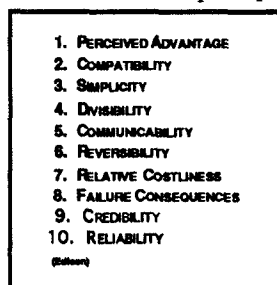 1. PERCEIVED ADVANTAGE
2. COMPATIBILITY
3. SIMPLICITY
4. DIVISIBILITY
5. COMMUNICABILITY
6. REVERSIBILITY
7. RELATIVE COSTLINESS
8. FAILURE CONSEQUENCES
9. CREDIBILITY
10. RELIABILITY